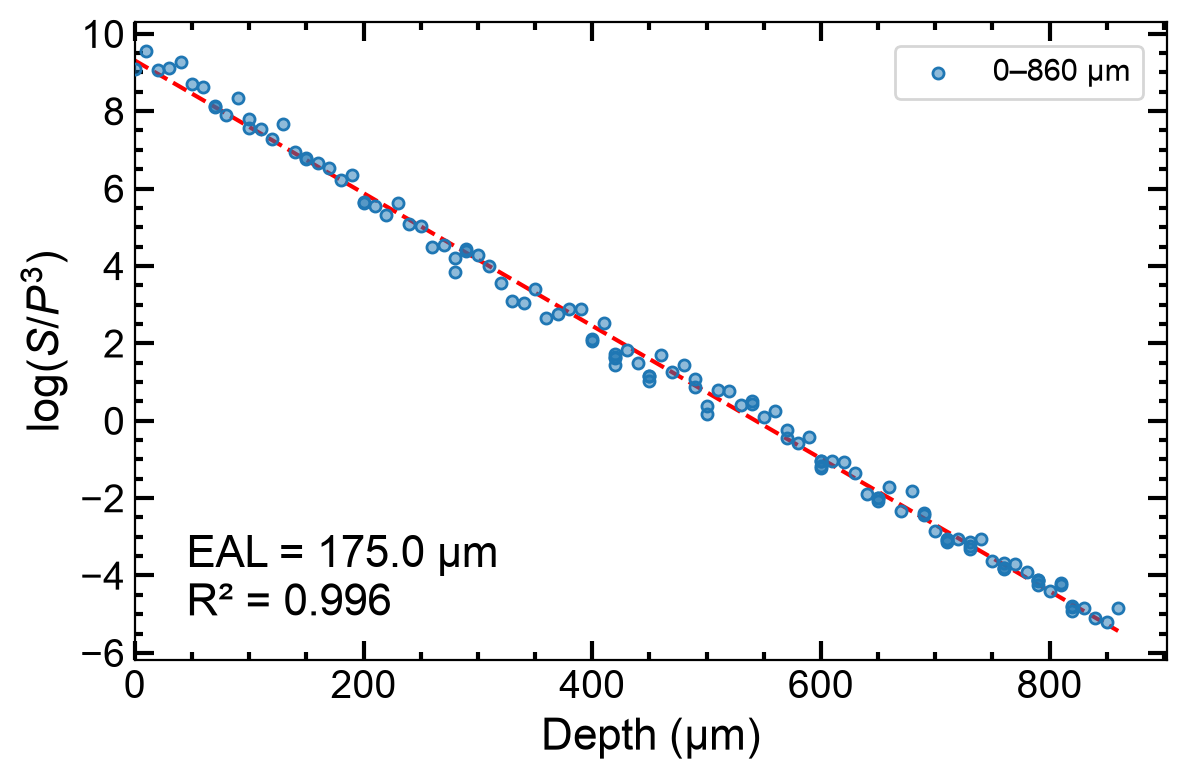 10
8
6
4
2
0
−2
−4
−6
log(S/P³)
0–860 µm
EAL = 175.0 µm
R² = 0.996
0 200 400 600 800
Depth (µm)